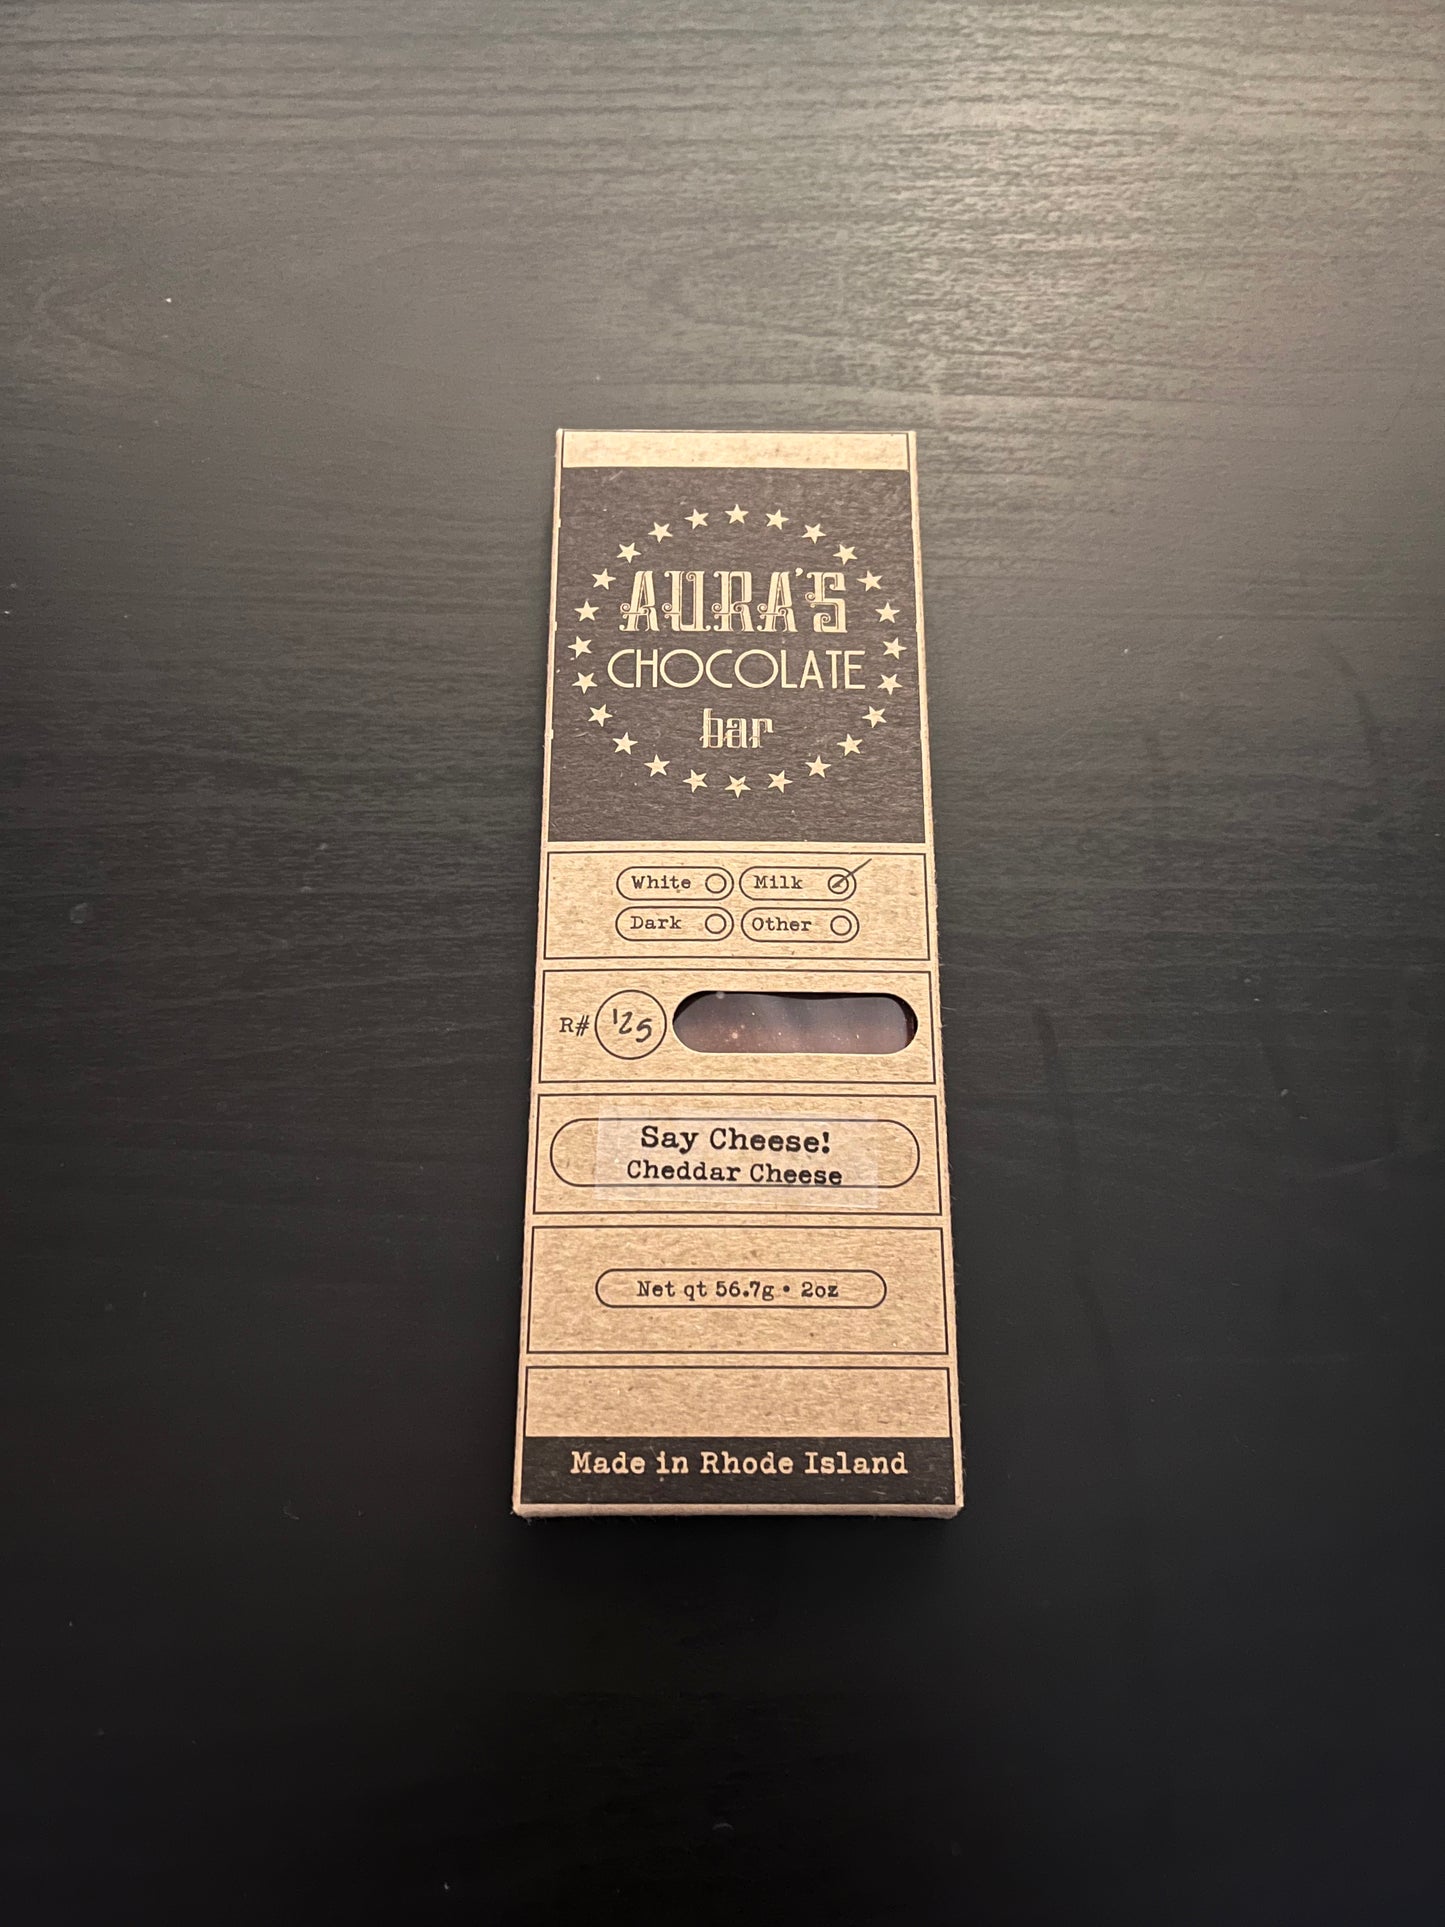 AURA'S
CHOCOLATE
bar
White Milk
Dark Other
R# 125
Say Cheese!
Cheddar Cheese
Net qt 56.7g • 2oz
Made in Rhode Island